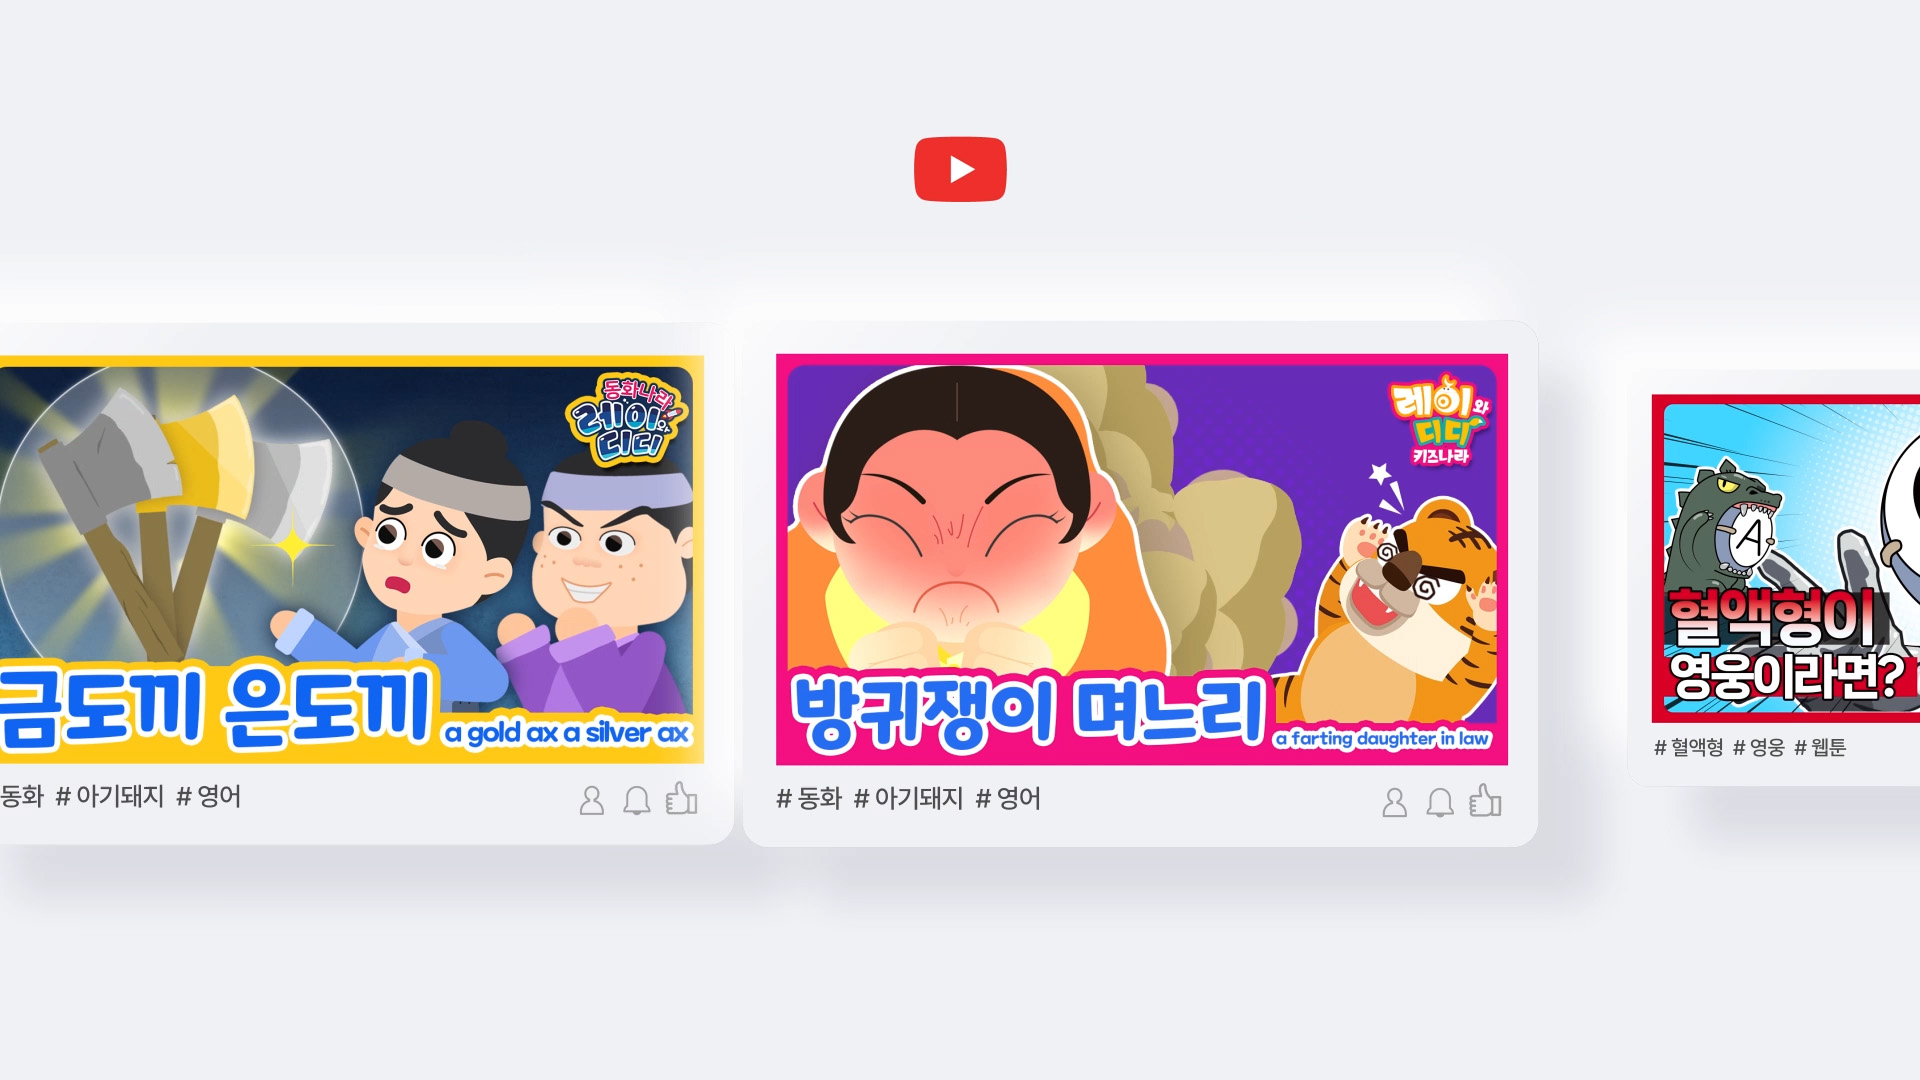 동화나라
레이와
디디
금도끼 은도끼
a gold ax a silver ax
동화 # 아기돼지 # 영어
레이와
디디
키즈나라
방귀쟁이 며느리
a farting daughter in law
# 동화 # 아기돼지 # 영어
A
혈액형이
영웅이라면?
# 혈액형 # 영웅 # 웹툰